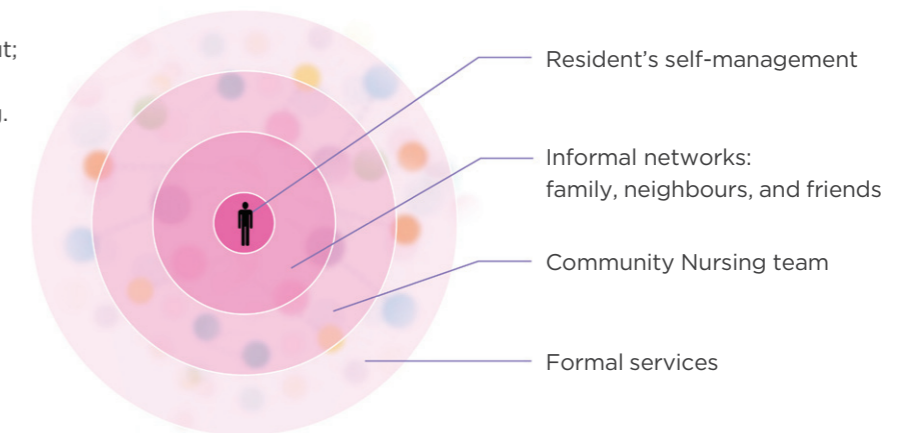 Resident’s self-management
Informal networks:
family, neighbours, and friends
Community Nursing team
Formal services